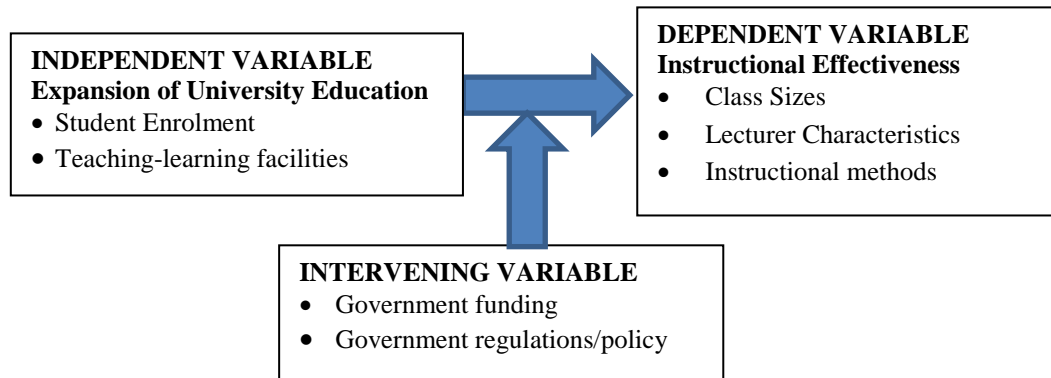 INDEPENDENT VARIABLE
Expansion of University Education
• Student Enrolment
• Teaching-learning facilities
DEPENDENT VARIABLE
Instructional Effectiveness
• Class Sizes
• Lecturer Characteristics
• Instructional methods
INTERVENING VARIABLE
• Government funding
• Government regulations/policy